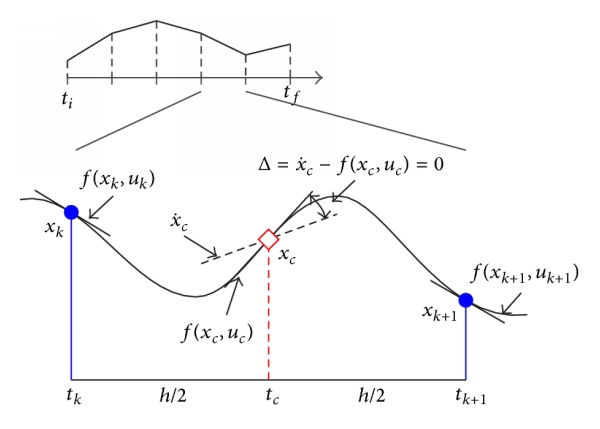 t_i
t_f
Δ = ẋ_c − f(x_c, u_c) = 0
f(x_k, u_k)
x_k
ẋ_c
x_c
f(x_{k+1}, u_{k+1})
x_{k+1}
f(x_c, u_c)
t_k
h/2
t_c
h/2
t_{k+1}